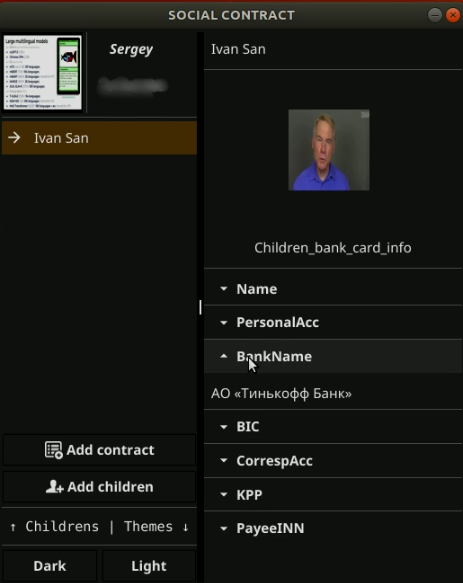 SOCIAL CONTRACT
Large multilingual models
Sergey
Ivan San
Add contract
Add children
↑ Childrens | Themes ↓
Dark
Light
Ivan San
Children_bank_card_info
Name
PersonalAcc
BankName
АО «Тинькофф Банк»
BIC
CorrespAcc
KPP
PayeeINN